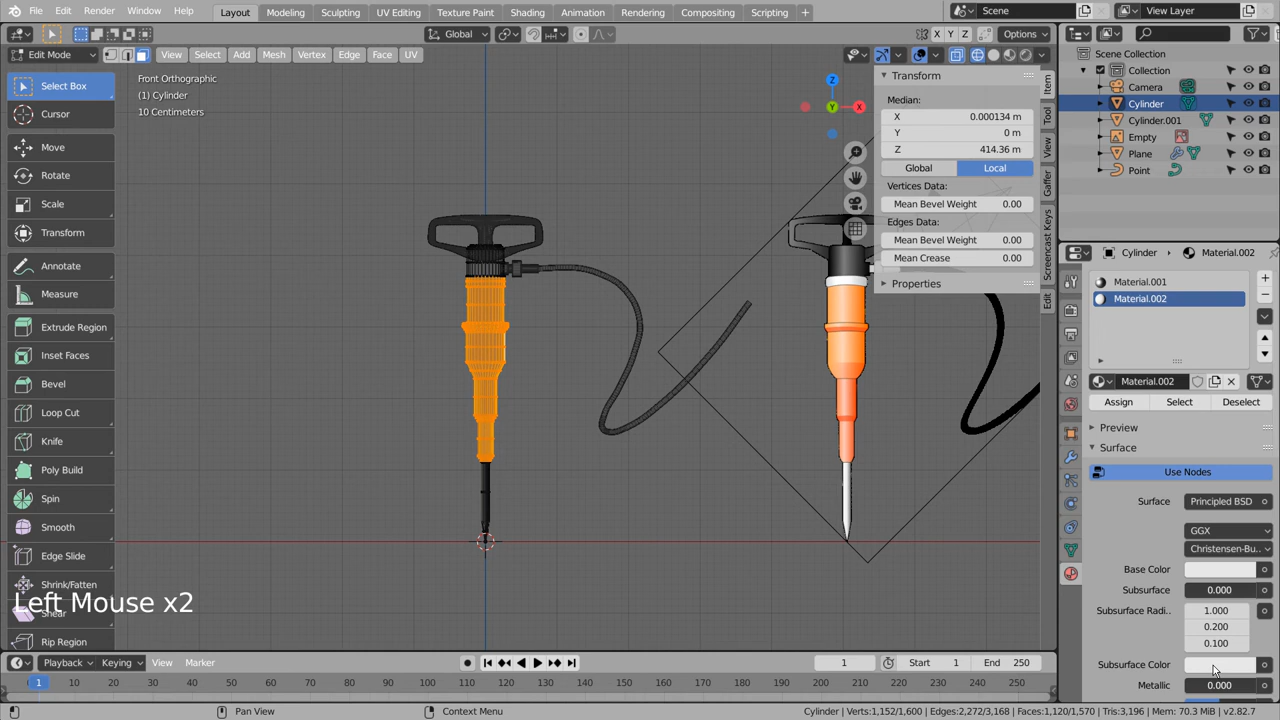 File Edit Render Window Help Layout Modeling Sculpting UV Editing Texture Paint Shading Animation Rendering Compositing Scripting + Scene View Layer
Edit Mode View Select Add Mesh Vertex Edge Face UV Global X Y Z Options
Select Box
Cursor
Move
Rotate
Scale
Transform
Annotate
Measure
Extrude Region
Inset Faces
Bevel
Loop Cut
Knife
Poly Build
Spin
Smooth
Edge Slide
Shrink/Fatten
Shear
Rip Region
Front Orthographic
(1) Cylinder
10 Centimeters
Left Mouse x2
Z
Y
X
Transform
Median:
X 0.000134 m
Y 0 m
Z 414.36 m
Global Local
Vertices Data:
Mean Bevel Weight 0.00
Edges Data:
Mean Bevel Weight 0.00
Mean Crease 0.00
Properties
Item
Tool
View
Gaffer
Screencast Keys
Edit
Scene Collection
Collection
Camera
Cylinder
Cylinder.001
Empty
Plane
Point
Cylinder Material.002
Material.001
Material.002
Material.002
Assign Select Deselect
Preview
Surface
Use Nodes
Surface Principled BSD
GGX
Christensen-Bu..
Base Color
Subsurface 0.000
Subsurface Radi.. 1.000
0.200
0.100
Subsurface Color
Metallic 0.000
Playback Keying View Marker 1 Start 1 End 250
1 10 20 30 40 50 60 70 80 90 100 110 120 130 140 150 160 170 180 190 200 210 220 230 240 250
Pan View Context Menu Cylinder | Verts:1,152/1,600 | Edges:2,272/3,168 | Faces:1,120/1,570 | Tris:3,196 | Mem: 70.3 MiB | v2.82.7